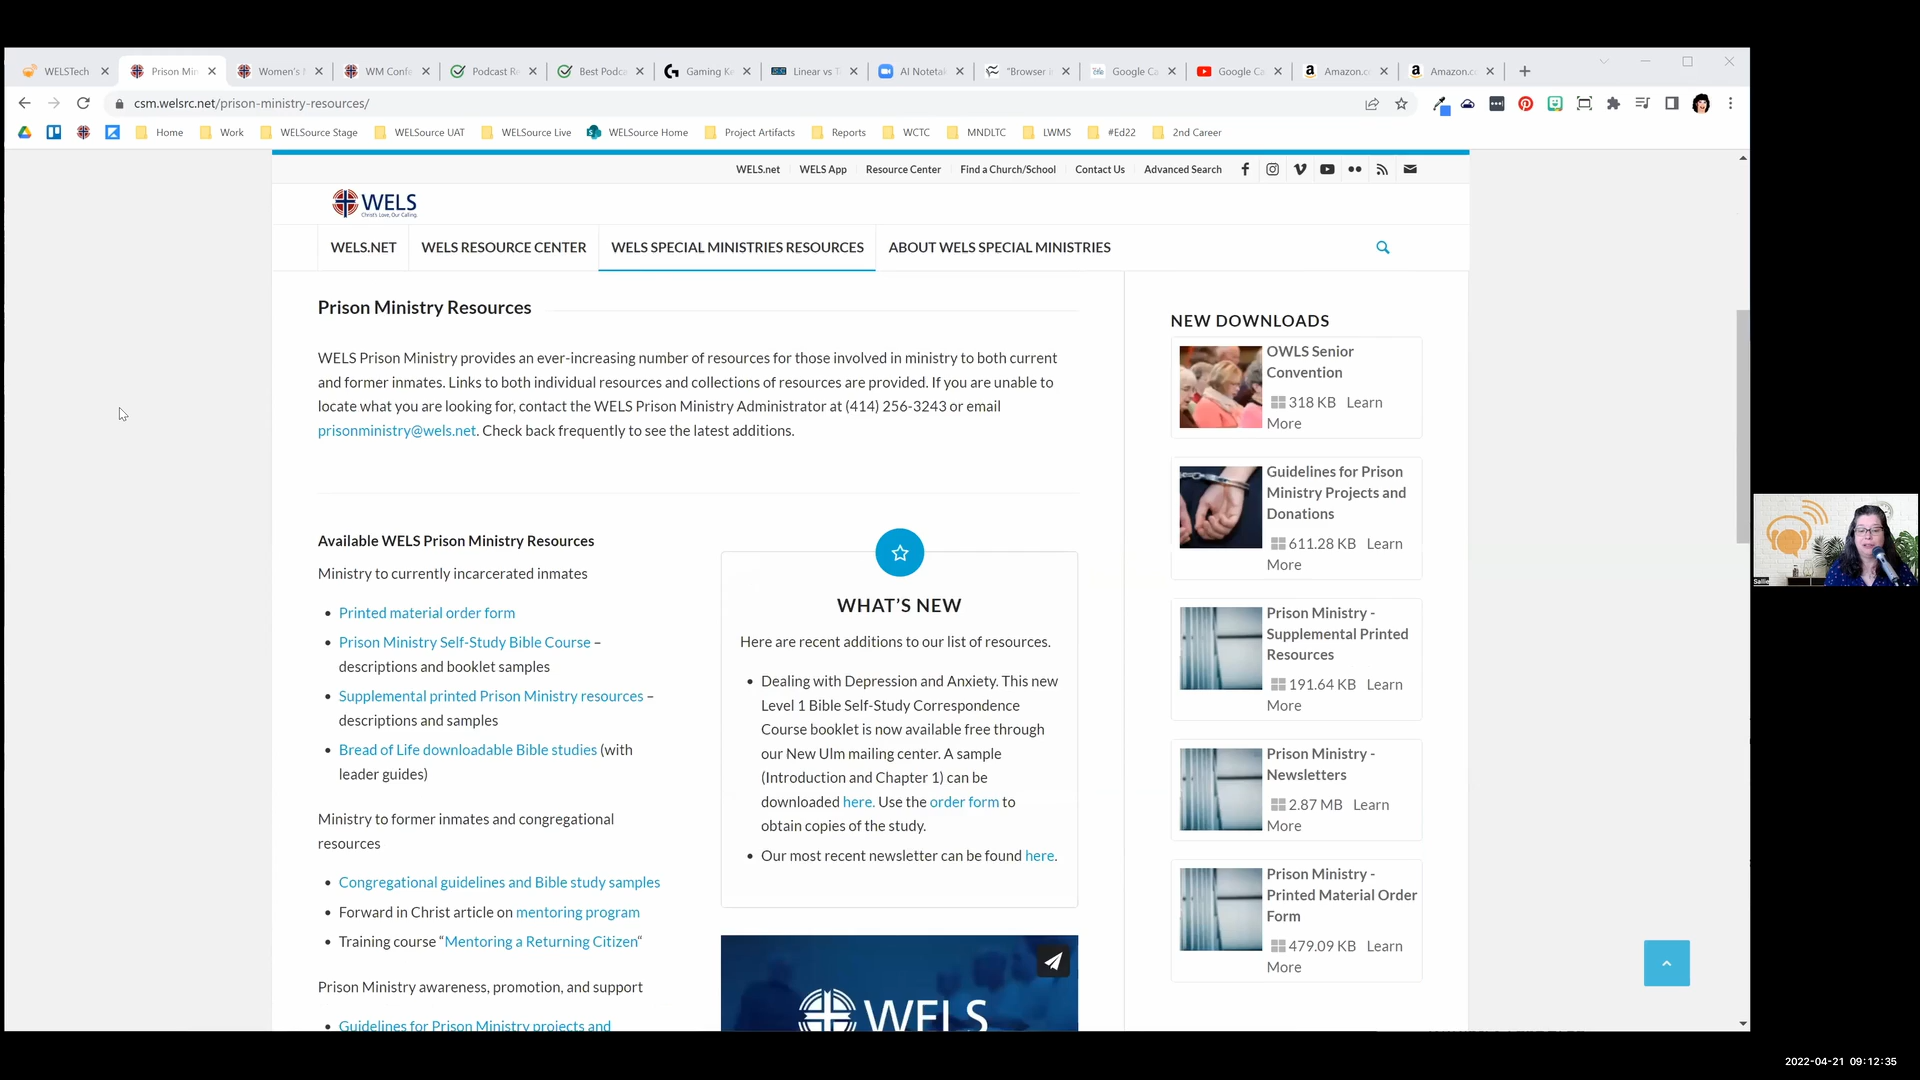 WELSTech
Prison Min
Women's
WM Confe
Podcast R
Best Podca
Gaming Ke
Linear vs T
AI Notetak
"Browser i
Google Ca
Google Ca
Amazon.c
Amazon.c
csm.welsrc.net/prison-ministry-resources/
Home
Work
WELSource Stage
WELSource UAT
WELSource Live
WELSource Home
Project Artifacts
Reports
WCTC
MNDLTC
LWMS
#Ed22
2nd Career
WELS.net
WELS App
Resource Center
Find a Church/School
Contact Us
Advanced Search
WELS
Christ's Love, Our Calling.
WELS.NET
WELS RESOURCE CENTER
WELS SPECIAL MINISTRIES RESOURCES
ABOUT WELS SPECIAL MINISTRIES
Prison Ministry Resources
WELS Prison Ministry provides an ever-increasing number of resources for those involved in ministry to both current
and former inmates. Links to both individual resources and collections of resources are provided. If you are unable to
locate what you are looking for, contact the WELS Prison Ministry Administrator at (414) 256-3243 or email
prisonministry@wels.net. Check back frequently to see the latest additions.
Available WELS Prison Ministry Resources
Ministry to currently incarcerated inmates
• Printed material order form
• Prison Ministry Self-Study Bible Course –
descriptions and booklet samples
• Supplemental printed Prison Ministry resources –
descriptions and samples
• Bread of Life downloadable Bible studies (with
leader guides)
Ministry to former inmates and congregational
resources
• Congregational guidelines and Bible study samples
• Forward in Christ article on mentoring program
• Training course “Mentoring a Returning Citizen“
Prison Ministry awareness, promotion, and support
• Guidelines for Prison Ministry projects and
WHAT’S NEW
Here are recent additions to our list of resources.
• Dealing with Depression and Anxiety. This new
Level 1 Bible Self-Study Correspondence
Course booklet is now available free through
our New Ulm mailing center. A sample
(Introduction and Chapter 1) can be
downloaded here. Use the order form to
obtain copies of the study.
• Our most recent newsletter can be found here.
WELS
NEW DOWNLOADS
OWLS Senior
Convention
318 KB Learn
More
Guidelines for Prison
Ministry Projects and
Donations
611.28 KB Learn
More
Prison Ministry -
Supplemental Printed
Resources
191.64 KB Learn
More
Prison Ministry -
Newsletters
2.87 MB Learn
More
Prison Ministry -
Printed Material Order
Form
479.09 KB Learn
More
Sallie
2022-04-21 09:12:35